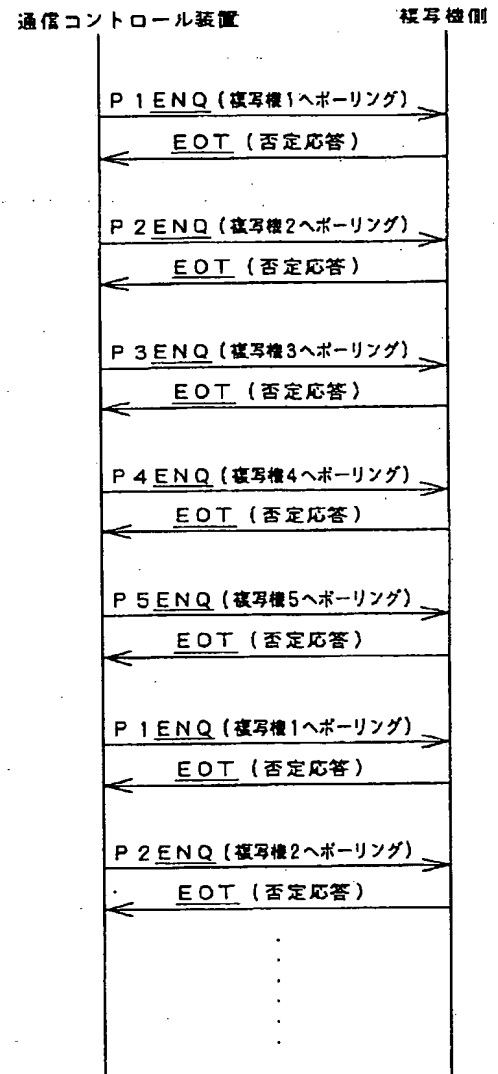 通信コントロール装置
複写機側
P1ENQ(複写機1へポーリング)
EOT(否定応答)
P2ENQ(複写機2へポーリング)
EOT(否定応答)
P3ENQ(複写機3へポーリング)
EOT(否定応答)
P4ENQ(複写機4へポーリング)
EOT(否定応答)
P5ENQ(複写機5へポーリング)
EOT(否定応答)
P1ENQ(複写機1へポーリング)
EOT(否定応答)
P2ENQ(複写機2へポーリング)
EOT(否定応答)